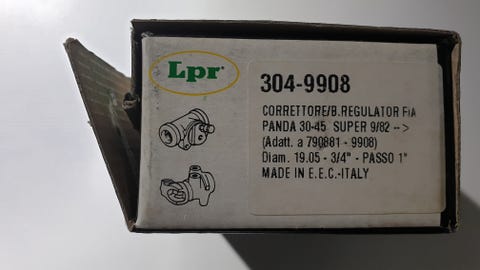 Lpr
304-9908
CORRETTORE/B.REGULATOR FIA
PANDA 30-45 SUPER 9/82 -->
(Adatt. a 790881 - 9908)
Diam. 19.05 - 3/4" - PASSO 1"
MADE IN E.E.C.-ITALY